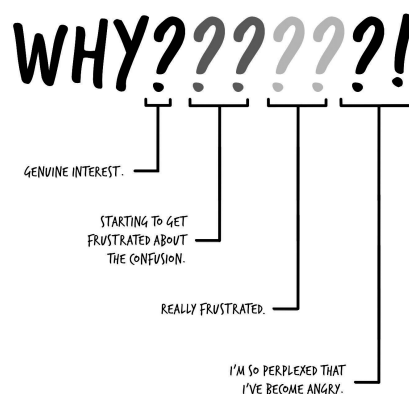 WHY??????!
GENUINE INTEREST.
STARTING TO GET
FRUSTRATED ABOUT
THE CONFUSION.
REALLY FRUSTRATED.
I'M SO PERPLEXED THAT
I'VE BECOME ANGRY.